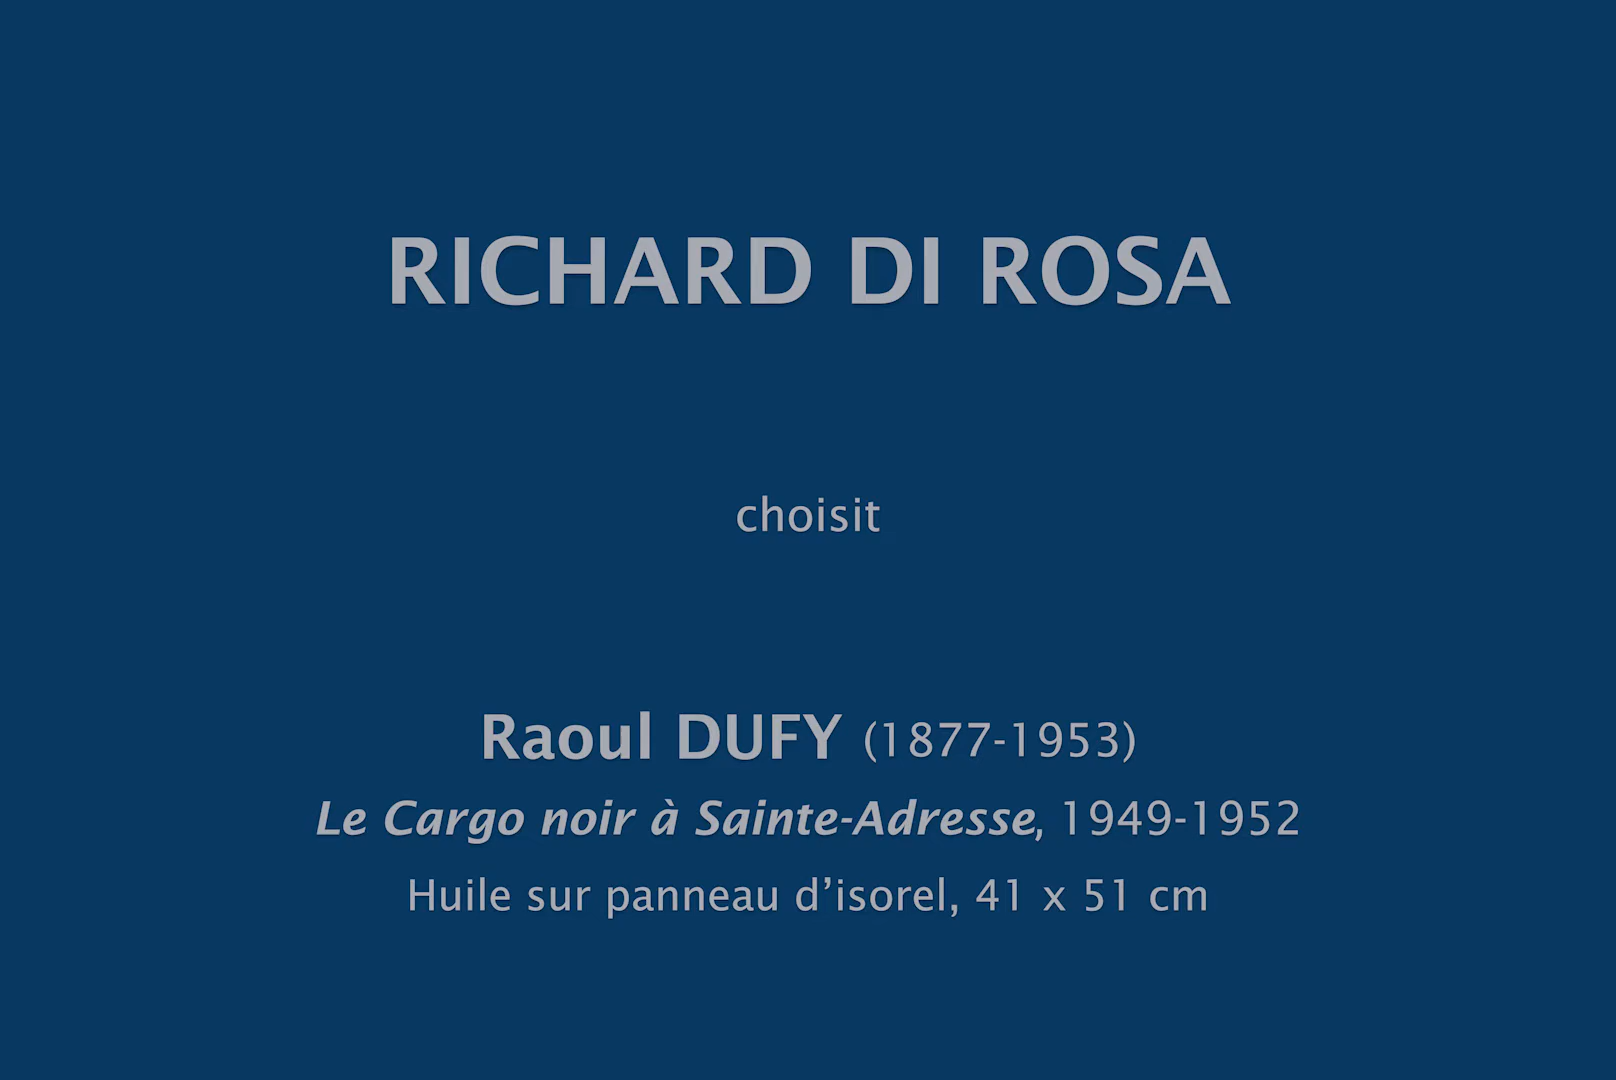 RICHARD DI ROSA
choisit
Raoul DUFY (1877-1953)
Le Cargo noir à Sainte-Adresse, 1949-1952
Huile sur panneau d’isorel, 41 x 51 cm